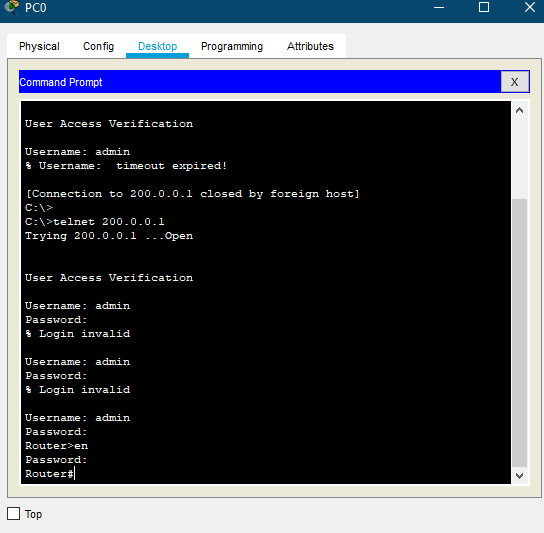 PC0
Physical Config Desktop Programming Attributes
Command Prompt X
User Access Verification
Username: admin
% Username:  timeout expired!
[Connection to 200.0.0.1 closed by foreign host]
C:\>
C:\>telnet 200.0.0.1
Trying 200.0.0.1 ...Open
User Access Verification
Username: admin
Password:
% Login invalid
Username: admin
Password:
% Login invalid
Username: admin
Password:
Router>en
Password:
Router#
Top